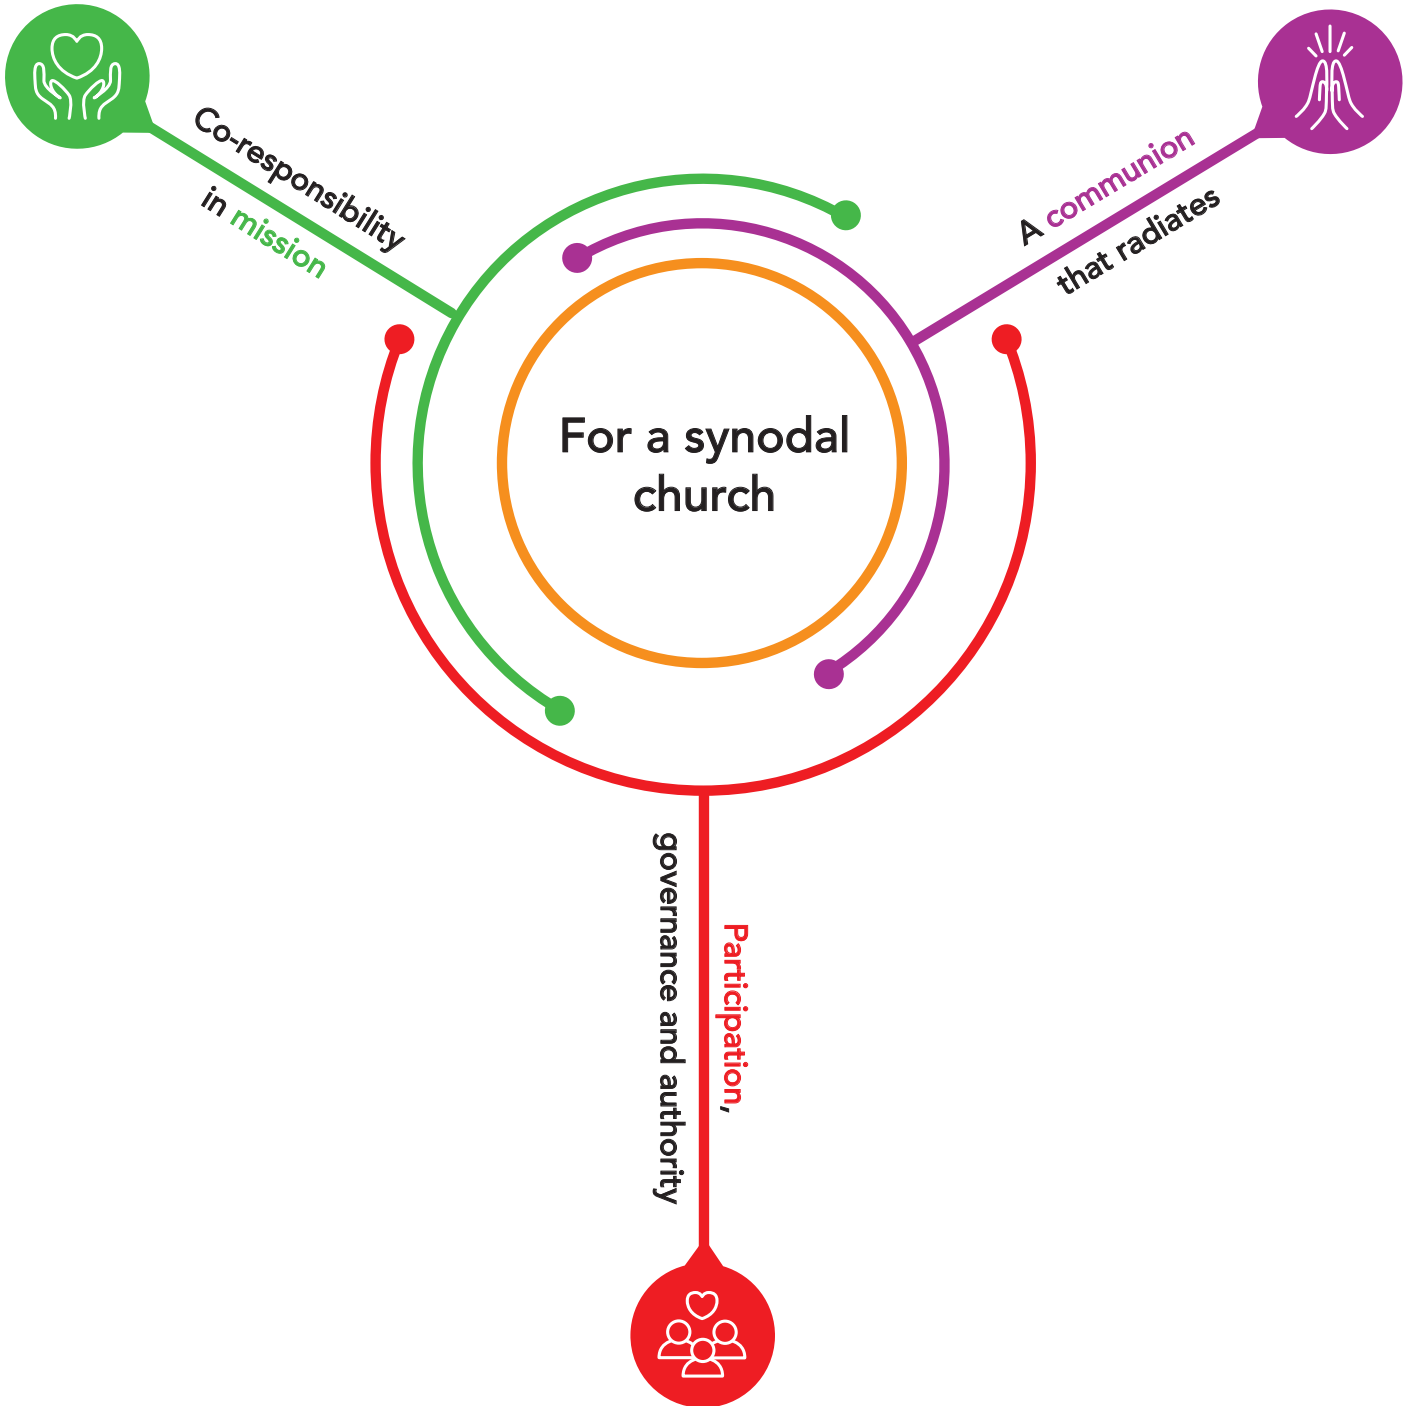 Co-responsibility
in mission
A communion
that radiates
For a synodal
church
Participation,
governance and authority